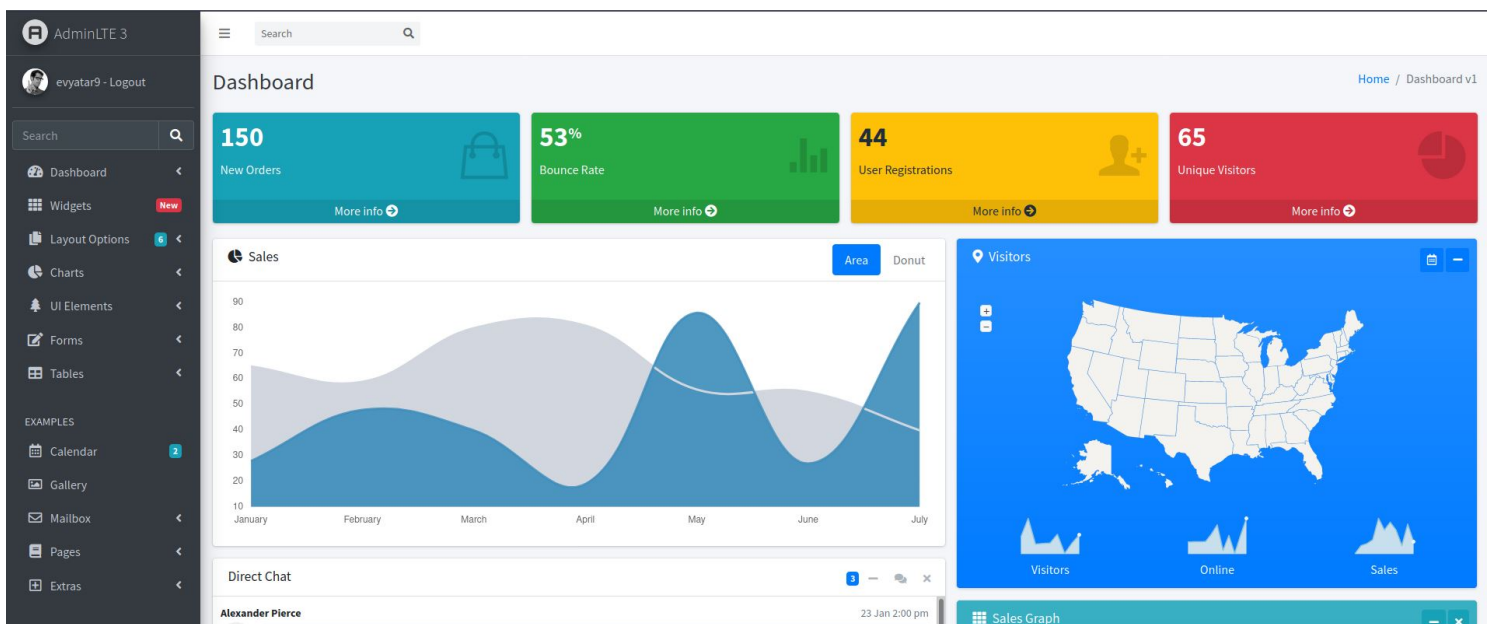 AdminLTE 3
evyatar9 - Logout
Search
Dashboard
Widgets New
Layout Options 6
Charts
UI Elements
Forms
Tables
EXAMPLES
Calendar 2
Gallery
Mailbox
Pages
Extras
Search
Dashboard
Home / Dashboard v1
150
New Orders
More info
53%
Bounce Rate
More info
44
User Registrations
More info
65
Unique Visitors
More info
Sales
Area Donut
90
80
70
60
50
40
30
20
10
January February March April May June July
Visitors
+
−
Visitors Online Sales
Direct Chat 3
Alexander Pierce 23 Jan 2:00 pm
Sales Graph